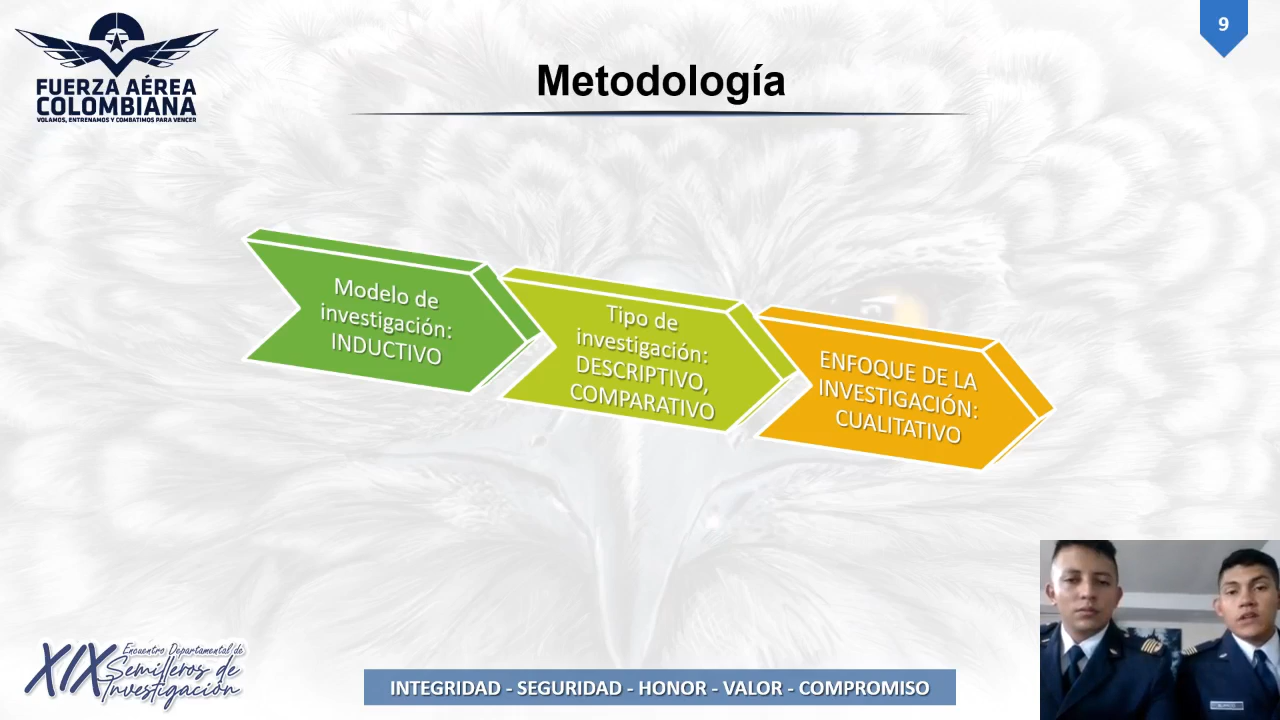 9
FUERZA AÉREA
COLOMBIANA
VOLAMOS, ENTRENAMOS Y COMBATIMOS PARA VENCER
Metodología
Modelo de
investigación:
INDUCTIVO
Tipo de
investigación:
DESCRIPTIVO,
COMPARATIVO
ENFOQUE DE LA
INVESTIGACIÓN:
CUALITATIVO
XIX Encuentro Departamental de
Semilleros de
Investigación
INTEGRIDAD - SEGURIDAD - HONOR - VALOR - COMPROMISO